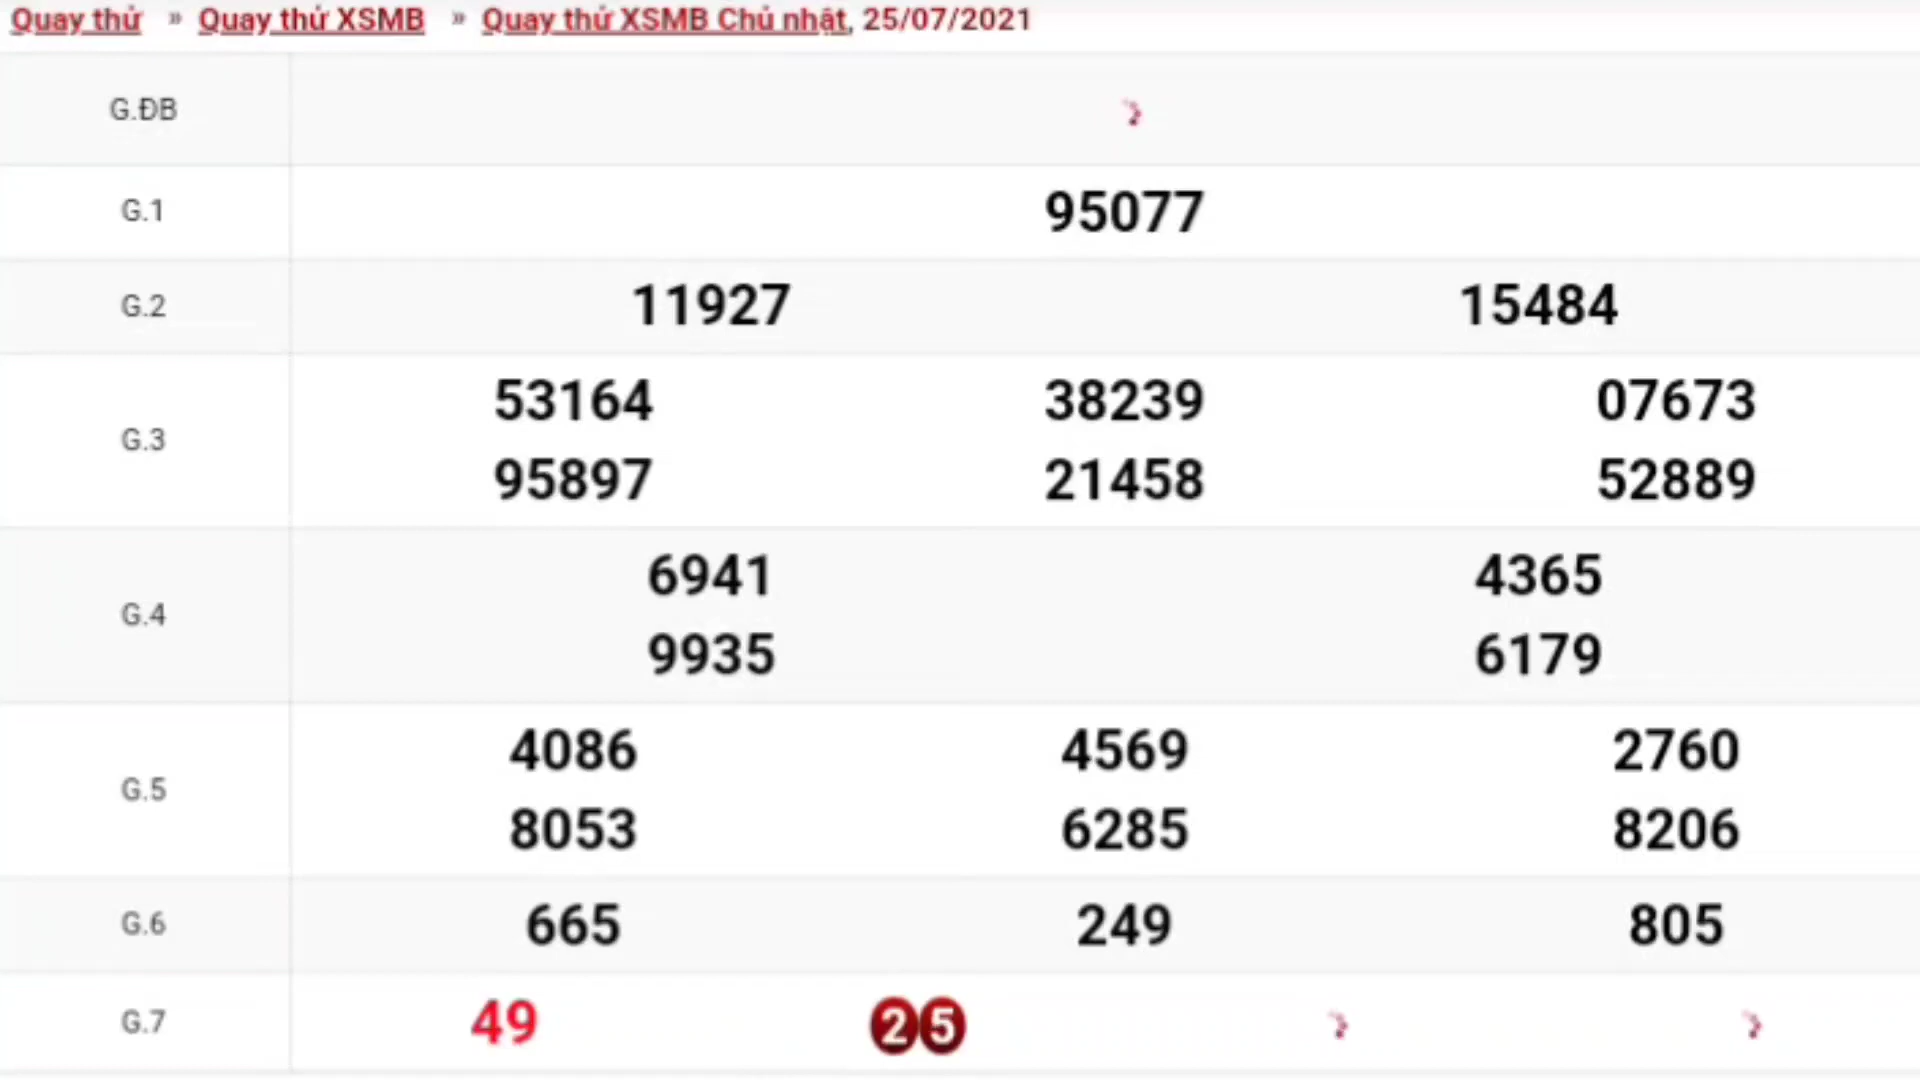 Quay thử » Quay thử XSMB » Quay thử XSMB Chủ nhật, 25/07/2021
G.ĐB
G.1 95077
G.2 11927 15484
G.3 53164 38239 07673
95897 21458 52889
G.4 6941 4365
9935 6179
G.5 4086 4569 2760
8053 6285 8206
G.6 665 249 805
G.7 49 25